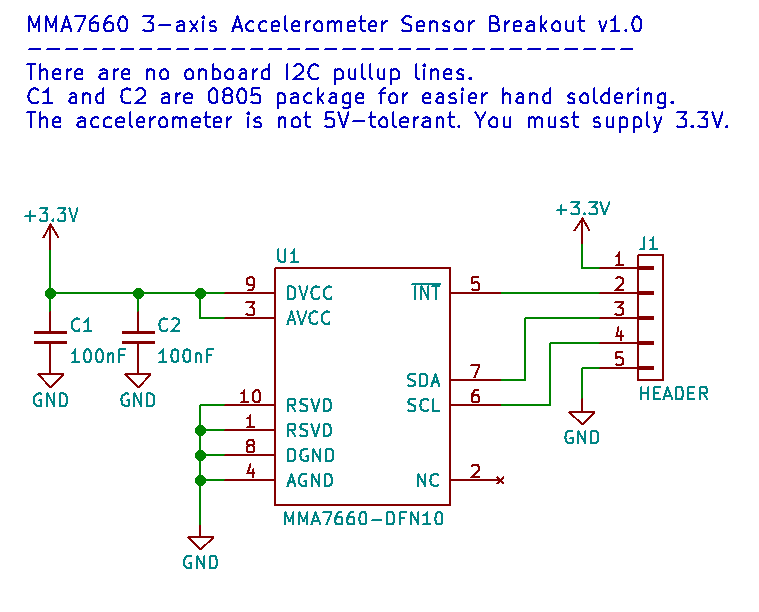 MMA7660 3-axis Accelerometer Sensor Breakout v1.0
---------------------------------
There are no onboard I2C pullup lines.
C1 and C2 are 0805 package for easier hand soldering.
The accelerometer is not 5V-tolerant. You must supply 3.3V.
+3.3V
C1
100nF
GND
C2
100nF
GND
U1
9
DVCC
3
AVCC
10
RSVD
1
RSVD
8
DGND
4
AGND
GND
INT
5
SDA
7
SCL
6
NC
2
MMA7660-DFN10
+3.3V
J1
1
2
3
4
5
HEADER
GND